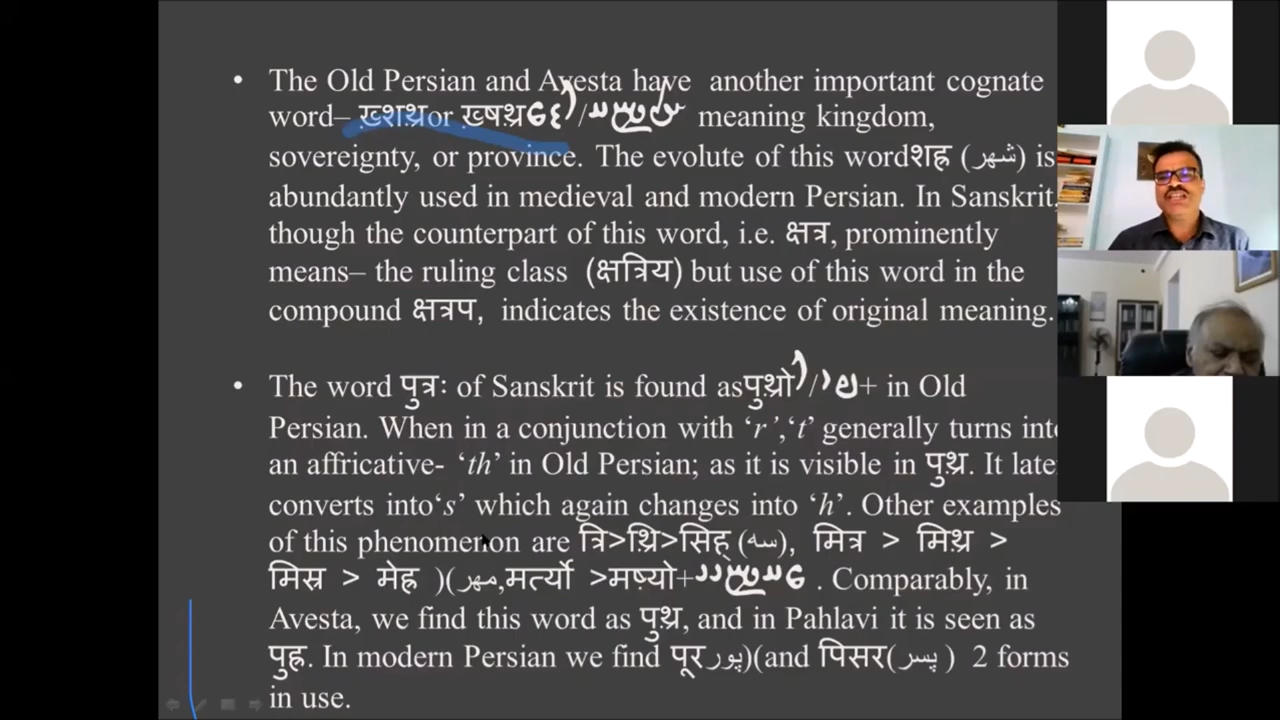 • The Old Persian and Avesta have another important cognate
word– ख़्शथ़्र or ख़्षथ़्र / meaning kingdom,
sovereignty, or province. The evolute of this word शह्र (شهر) is
abundantly used in medieval and modern Persian. In Sanskrit,
though the counterpart of this word, i.e. क्षत्र, prominently
means– the ruling class (क्षत्रिय) but use of this word in the
compound क्षत्रप, indicates the existence of original meaning.
• The word पुत्रः of Sanskrit is found as पुथ़्रो / + in Old
Persian. When in a conjunction with ‘r’,‘t’ generally turns int
an affricative- ‘th’ in Old Persian; as it is visible in पुथ़्र. It late
converts into‘s’ which again changes into ‘h’. Other examples
of this phenomenon are त्रि>थ़्रि>सिह् (سه), मित्र > मिथ़्र >
मिस्र > मेह्र )(مهر,मर्त्यो >मष्यो+ . Comparably, in
Avesta, we find this word as पुथ़्र, and in Pahlavi it is seen as
पुह्र. In modern Persian we find पूर پور)(and पिसर(پسر ) 2 forms
in use.